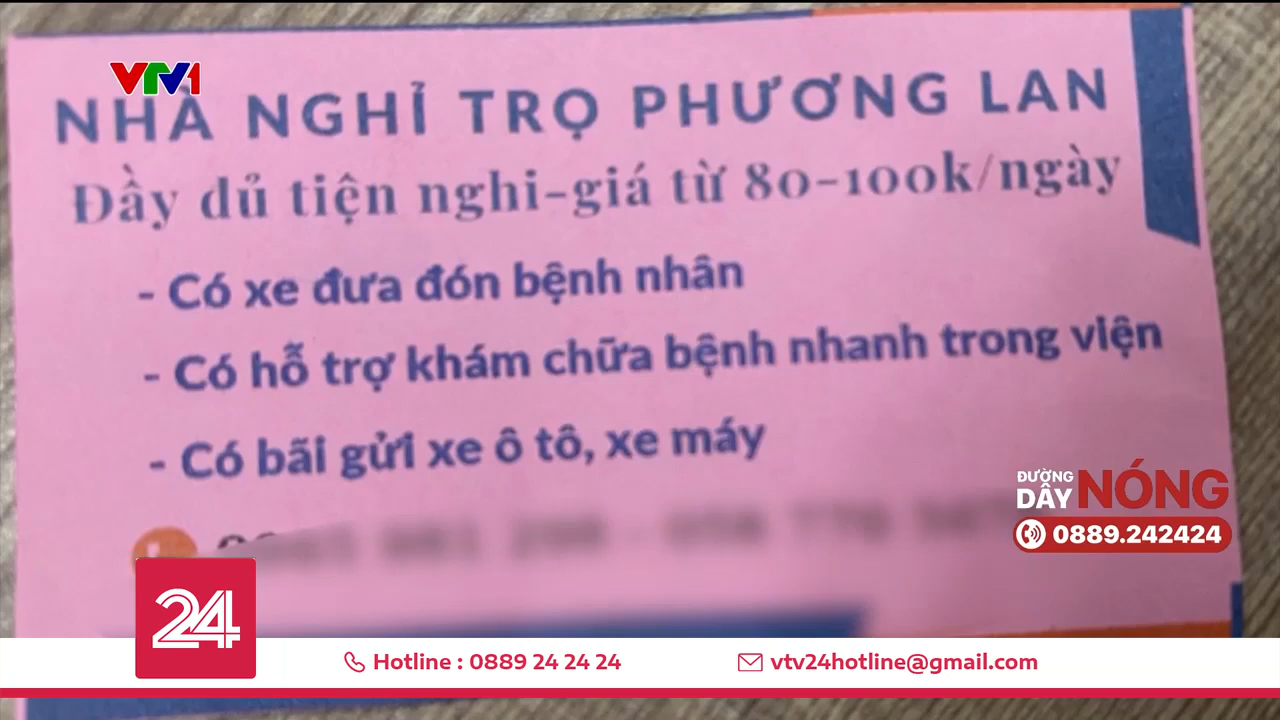 VTV1
NHÀ NGHỈ TRỌ PHƯƠNG LAN
Đầy dủ tiện nghi-giá từ 80-100k/ngày
- Có xe đưa đón bệnh nhân
- Có hỗ trợ khám chữa bệnh nhanh trong viện
- Có bãi gửi xe ô tô, xe máy
ĐƯỜNG DÂY NÓNG
0889.242424
24
Hotline : 0889 24 24 24
vtv24hotline@gmail.com